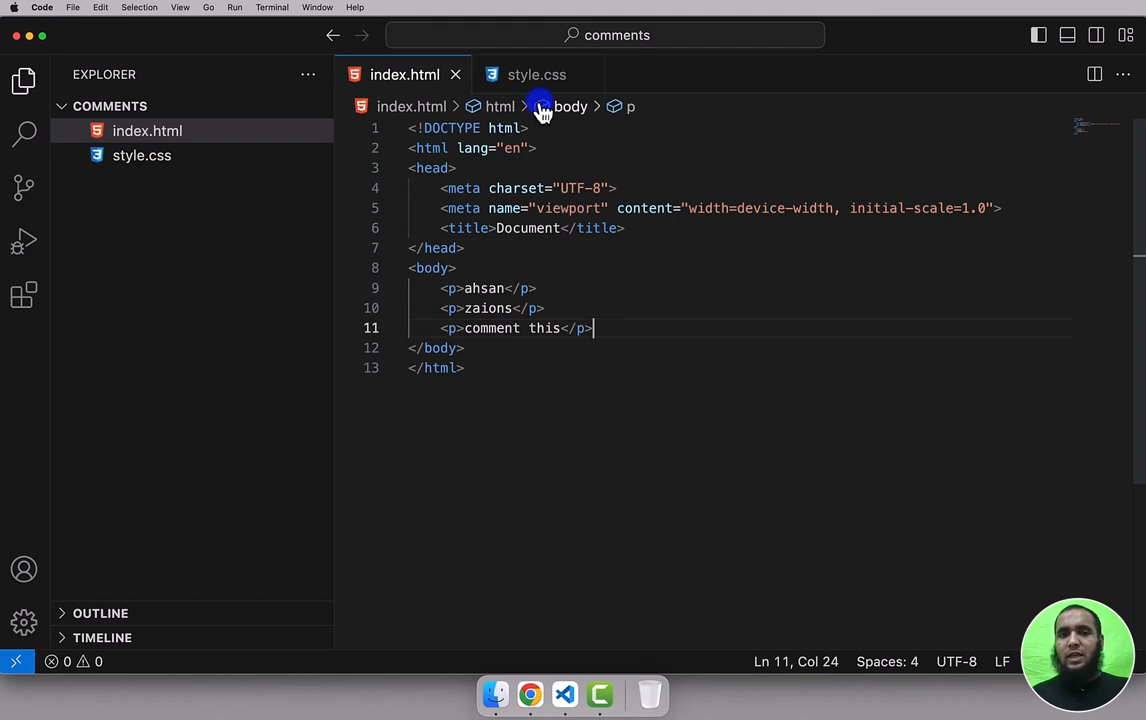 Code File Edit Selection View Go Run Terminal Window Help
comments
EXPLORER
index.html
style.css
COMMENTS
index.html
style.css
index.html > html > body > p
1 <!DOCTYPE html>
2 <html lang="en">
3 <head>
4 <meta charset="UTF-8">
5 <meta name="viewport" content="width=device-width, initial-scale=1.0">
6 <title>Document</title>
7 </head>
8 <body>
9 <p>ahsan</p>
10 <p>zaions</p>
11 <p>comment this</p>
12 </body>
13 </html>
OUTLINE
TIMELINE
0 0
Ln 11, Col 24 Spaces: 4 UTF-8 LF